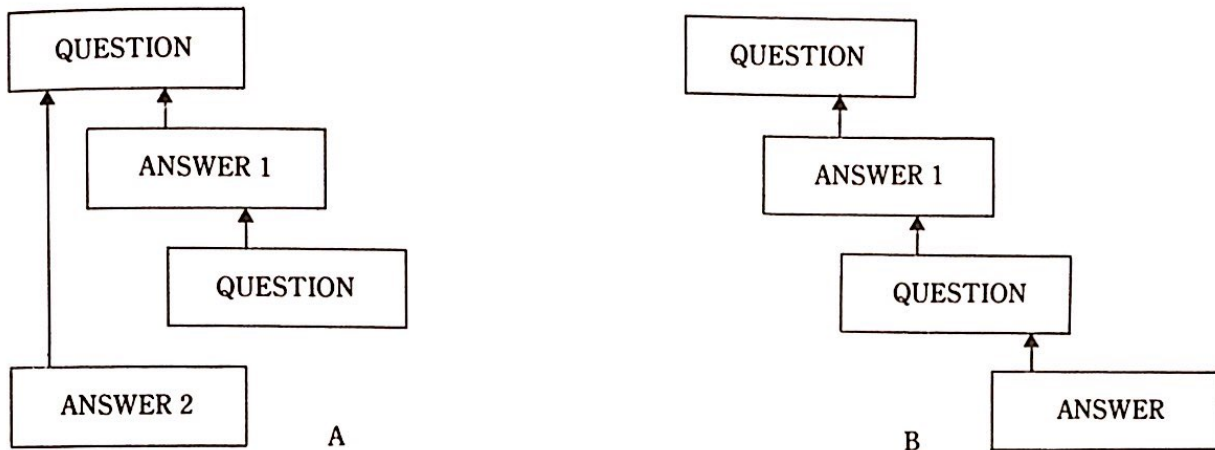 QUESTION
ANSWER 1
QUESTION
ANSWER 2
A
QUESTION
ANSWER 1
QUESTION
ANSWER
B